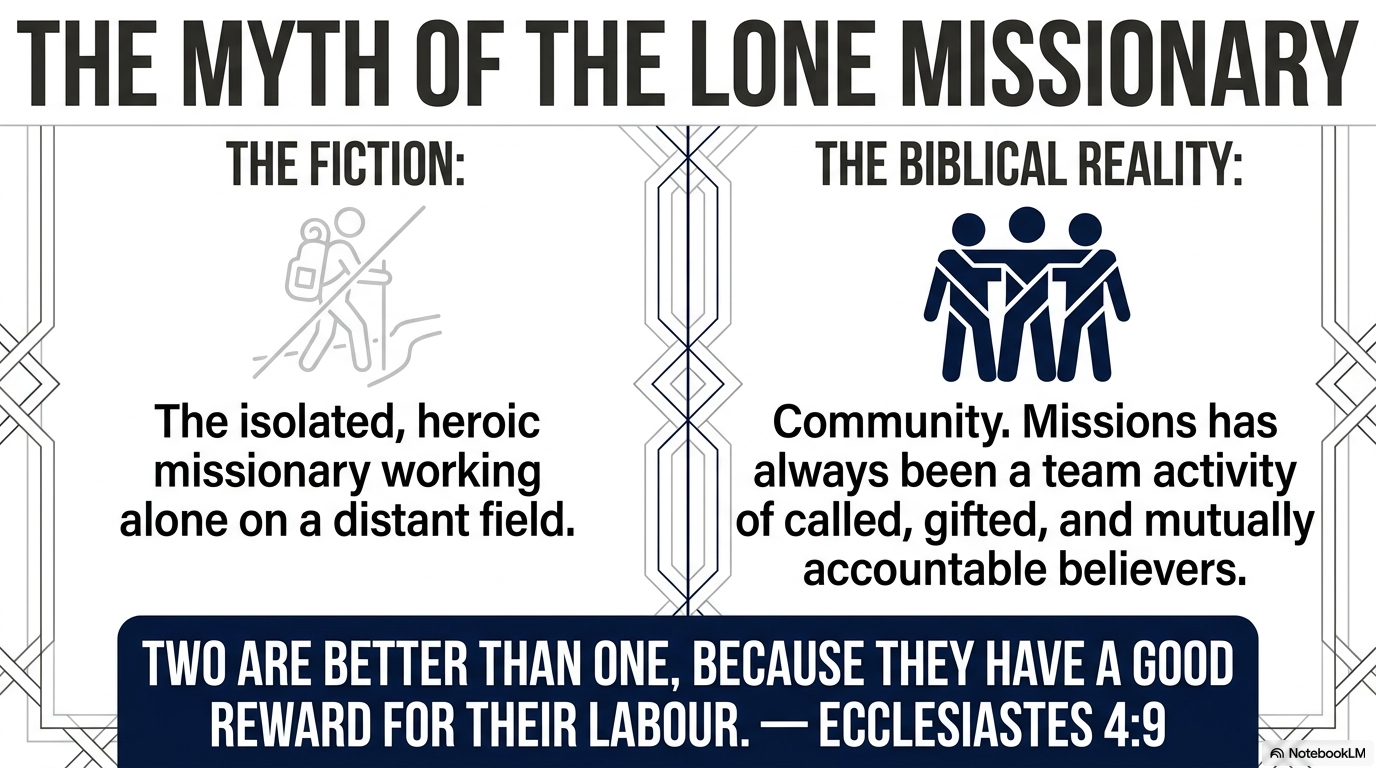 THE MYTH OF THE LONE MISSIONARY
THE FICTION:
The isolated, heroic
missionary working
alone on a distant field.
THE BIBLICAL REALITY:
Community. Missions has
always been a team activity
of called, gifted, and mutually
accountable believers.
TWO ARE BETTER THAN ONE, BECAUSE THEY HAVE A GOOD
REWARD FOR THEIR LABOUR. — ECCLESIASTES 4:9
NotebookLM